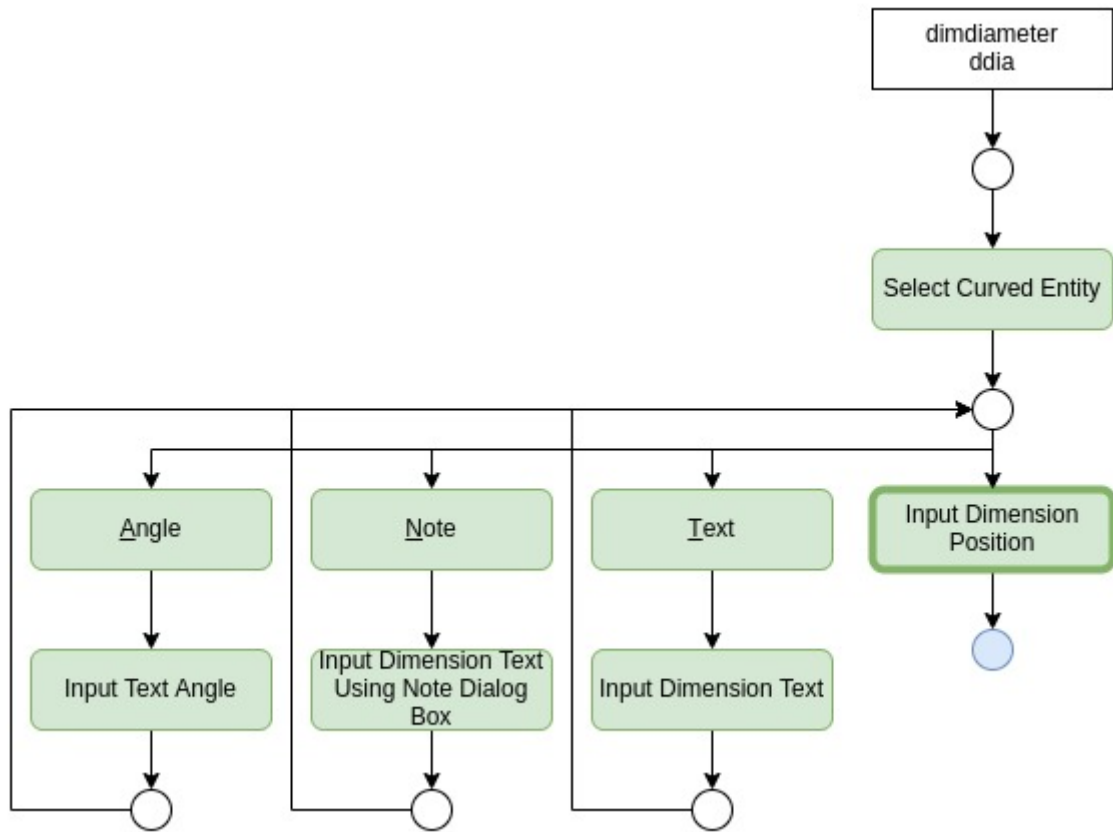 dimdiameter
ddia
Select Curved Entity
Angle
Note
Text
Input Dimension
Position
Input Text Angle
Input Dimension Text
Using Note Dialog
Box
Input Dimension Text